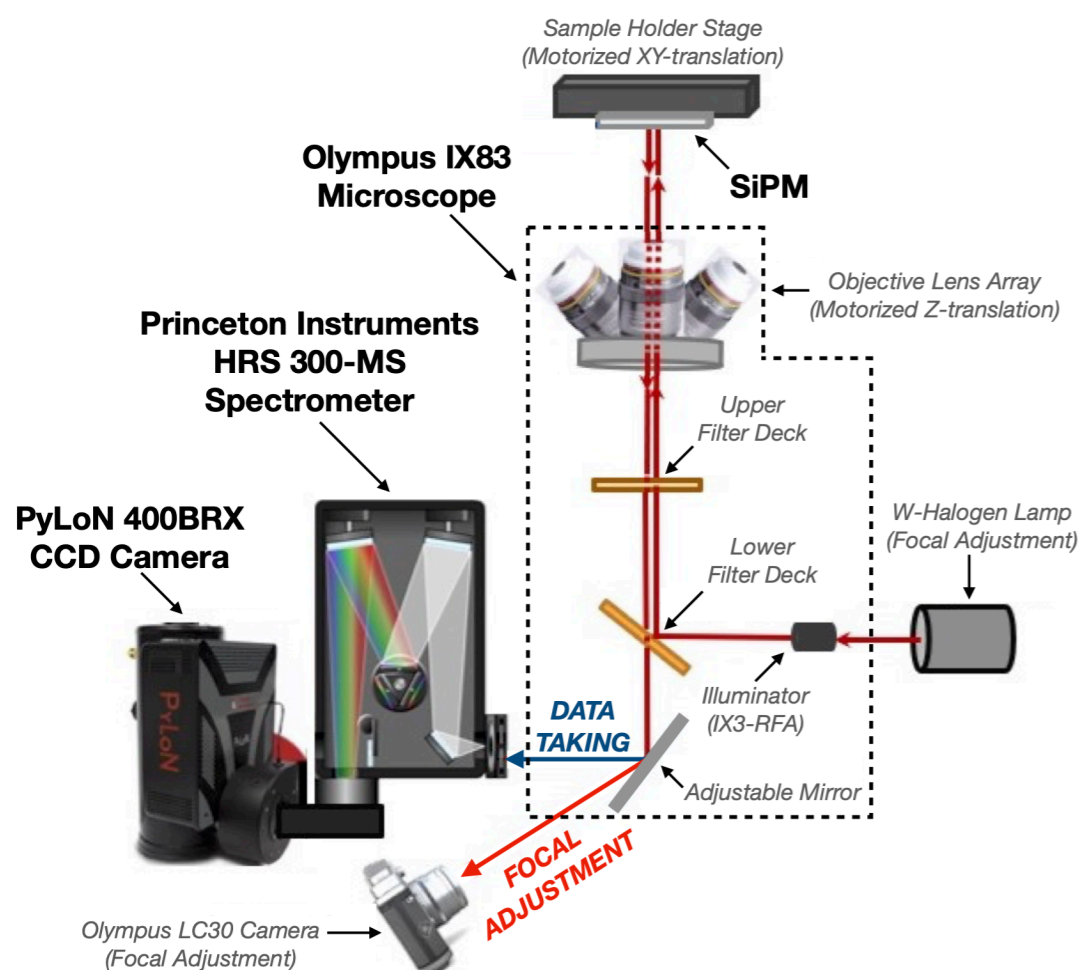 Sample Holder Stage
(Motorized XY-translation)
Olympus IX83
Microscope
SiPM
Objective Lens Array
(Motorized Z-translation)
Princeton Instruments
HRS 300-MS
Spectrometer
Upper
Filter Deck
PyLoN 400BRX
CCD Camera
W-Halogen Lamp
(Focal Adjustment)
Lower
Filter Deck
PYLON
Illuminator
(IX3-RFA)
DATA
TAKING
Adjustable Mirror
FOCAL
ADJUSTMENT
Olympus LC30 Camera
(Focal Adjustment)